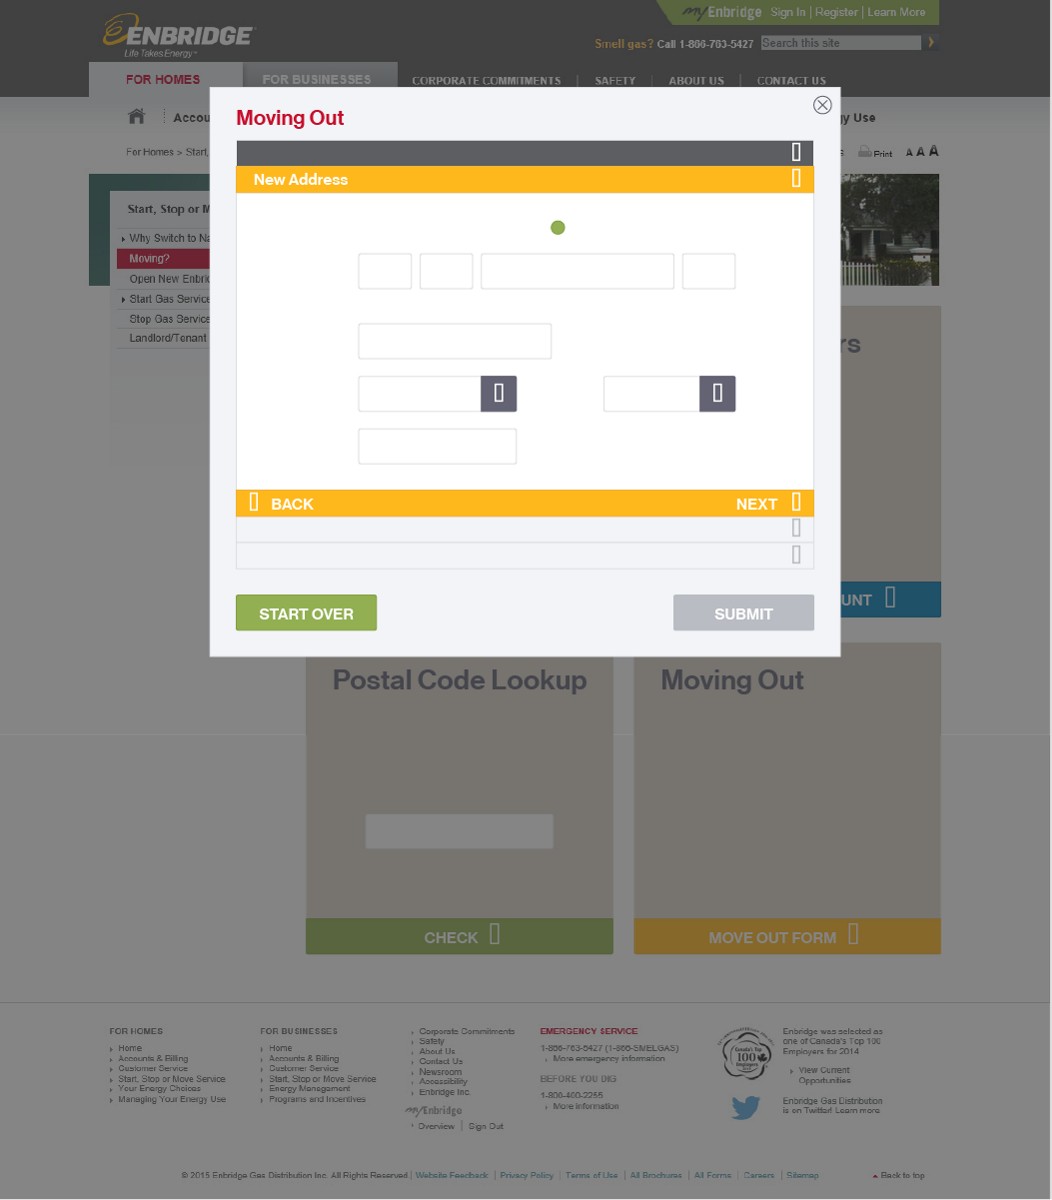 my Enbridge Sign In | Register | Learn More
ENBRIDGE
Life Takes Energy™
Smell gas? Call 1-866-763-5427 Search this site
FOR HOMES FOR BUSINESSES CORPORATE COMMITMENTS | SAFETY | ABOUT US | CONTACT US
Moving Out
Print A A A
For Homes > Start,
New Address
Start, Stop or M
Why Switch to Na
Moving?
Open New Enbric
Start Gas Service
Stop Gas Service
Landlord/Tenant
BACK NEXT
UNT
START OVER SUBMIT
Postal Code Lookup Moving Out
CHECK MOVE OUT FORM
FOR HOMES
Home
Accounts & Billing
Customer Service
Start, Stop or Move Service
Your Energy Choices
Managing Your Energy Use
FOR BUSINESSES
Home
Accounts & Billing
Customer Service
Start, Stop or Move Service
Energy Management
Programs and Incentives
Corporate Commitments
Safety
About Us
Contact Us
Newsroom
Accessibility
Enbridge Inc.
my Enbridge
Overview | Sign Out
EMERGENCY SERVICE
1-866-763-5427 (1-866-SMELGAS)
More emergency information
BEFORE YOU DIG
1-800-400-2255
More information
Canada's Top
100
Employers
Enbridge was selected as
one of Canada's Top 100
Employers for 2014
View Current
Opportunities
Enbridge Gas Distribution
is on Twitter! Learn more
© 2015 Enbridge Gas Distribution Inc. All Rights Reserved | Website Feedback | Privacy Policy | Terms of Use | All Brochures | All Forms | Careers | Sitemap Back to top